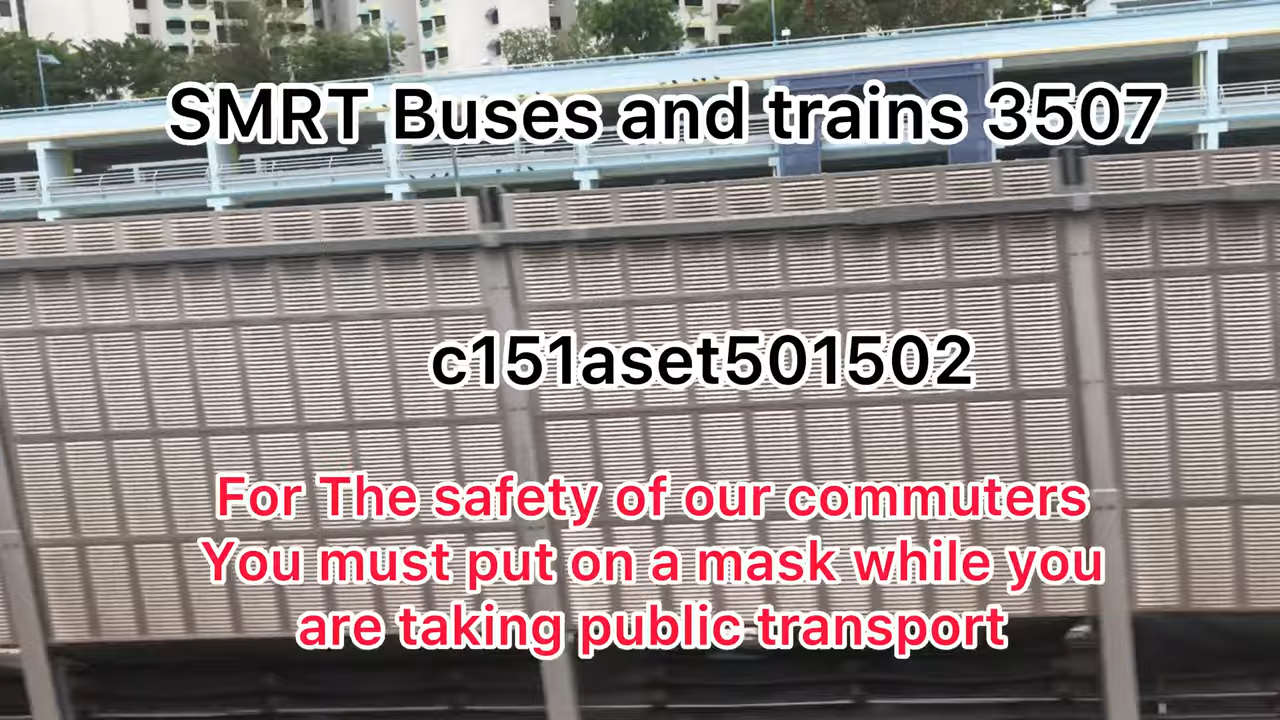 SMRT Buses and trains 3507
c151aset501502
For The safety of our commuters
You must put on a mask while you
are taking public transport